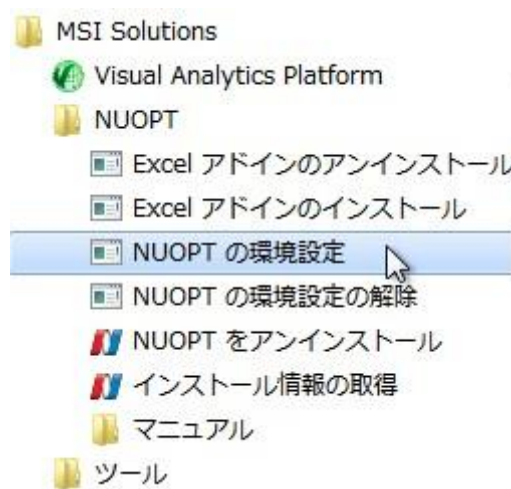 MSI Solutions
Visual Analytics Platform
NUOPT
Excel アドインのアンインストール
Excel アドインのインストール
NUOPT の環境設定
NUOPT の環境設定の解除
NUOPT をアンインストール
インストール情報の取得
マニュアル
ツール